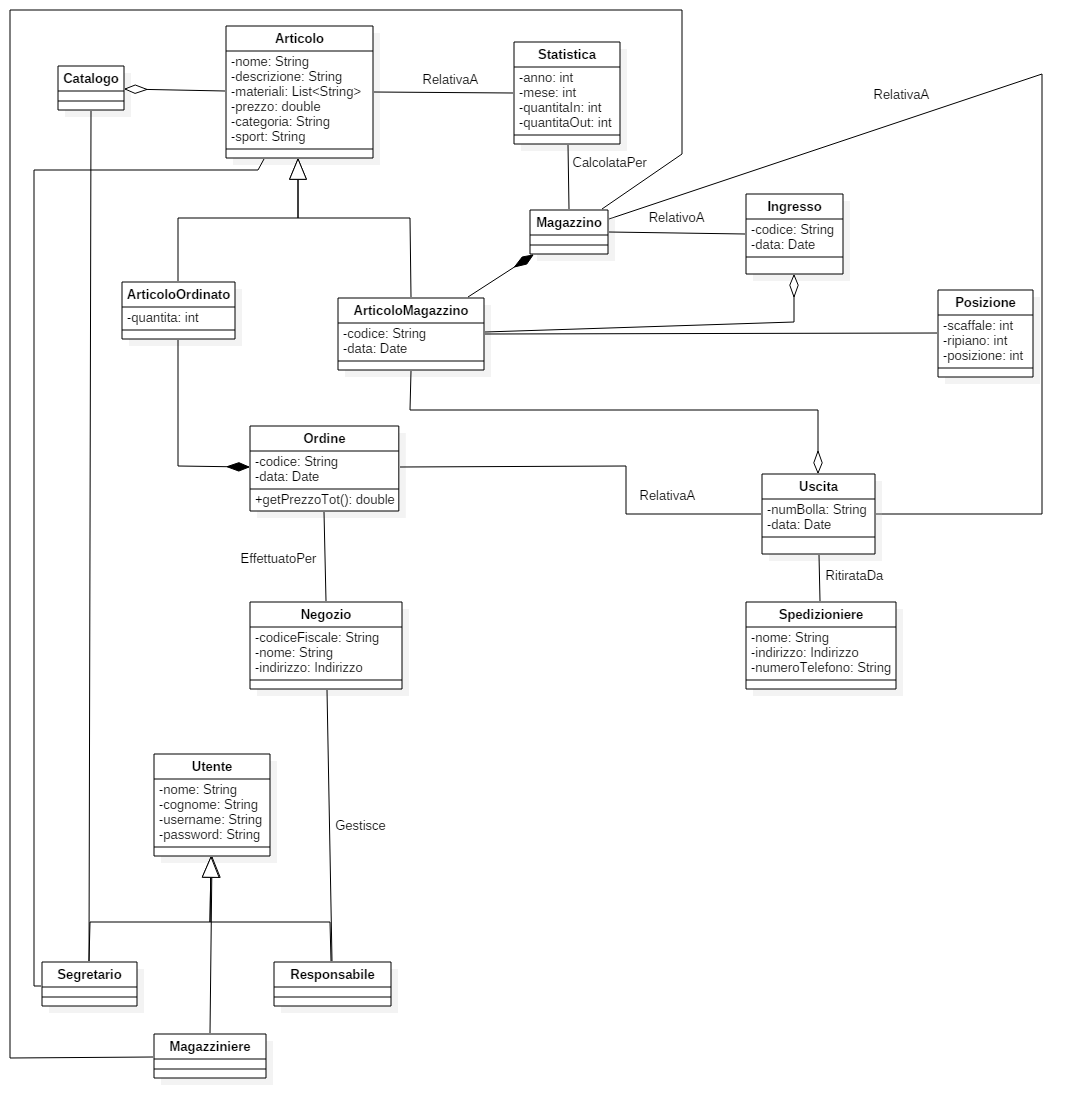 Articolo
-nome: String
-descrizione: String
-materiali: List<String>
-prezzo: double
-categoria: String
-sport: String
Catalogo
RelativaA
Statistica
-anno: int
-mese: int
-quantitaIn: int
-quantitaOut: int
CalcolataPer
RelativaA
Magazzino
RelativoA
Ingresso
-codice: String
-data: Date
ArticoloOrdinato
-quantita: int
ArticoloMagazzino
-codice: String
-data: Date
Posizione
-scaffale: int
-ripiano: int
-posizione: int
Ordine
-codice: String
-data: Date
+getPrezzoTot(): double
RelativaA
Uscita
-numBolla: String
-data: Date
EffettuatoPer
RitirataDa
Negozio
-codiceFiscale: String
-nome: String
-indirizzo: Indirizzo
Spedizioniere
-nome: String
-indirizzo: Indirizzo
-numeroTelefono: String
Utente
-nome: String
-cognome: String
-username: String
-password: String
Gestisce
Segretario
Responsabile
Magazziniere